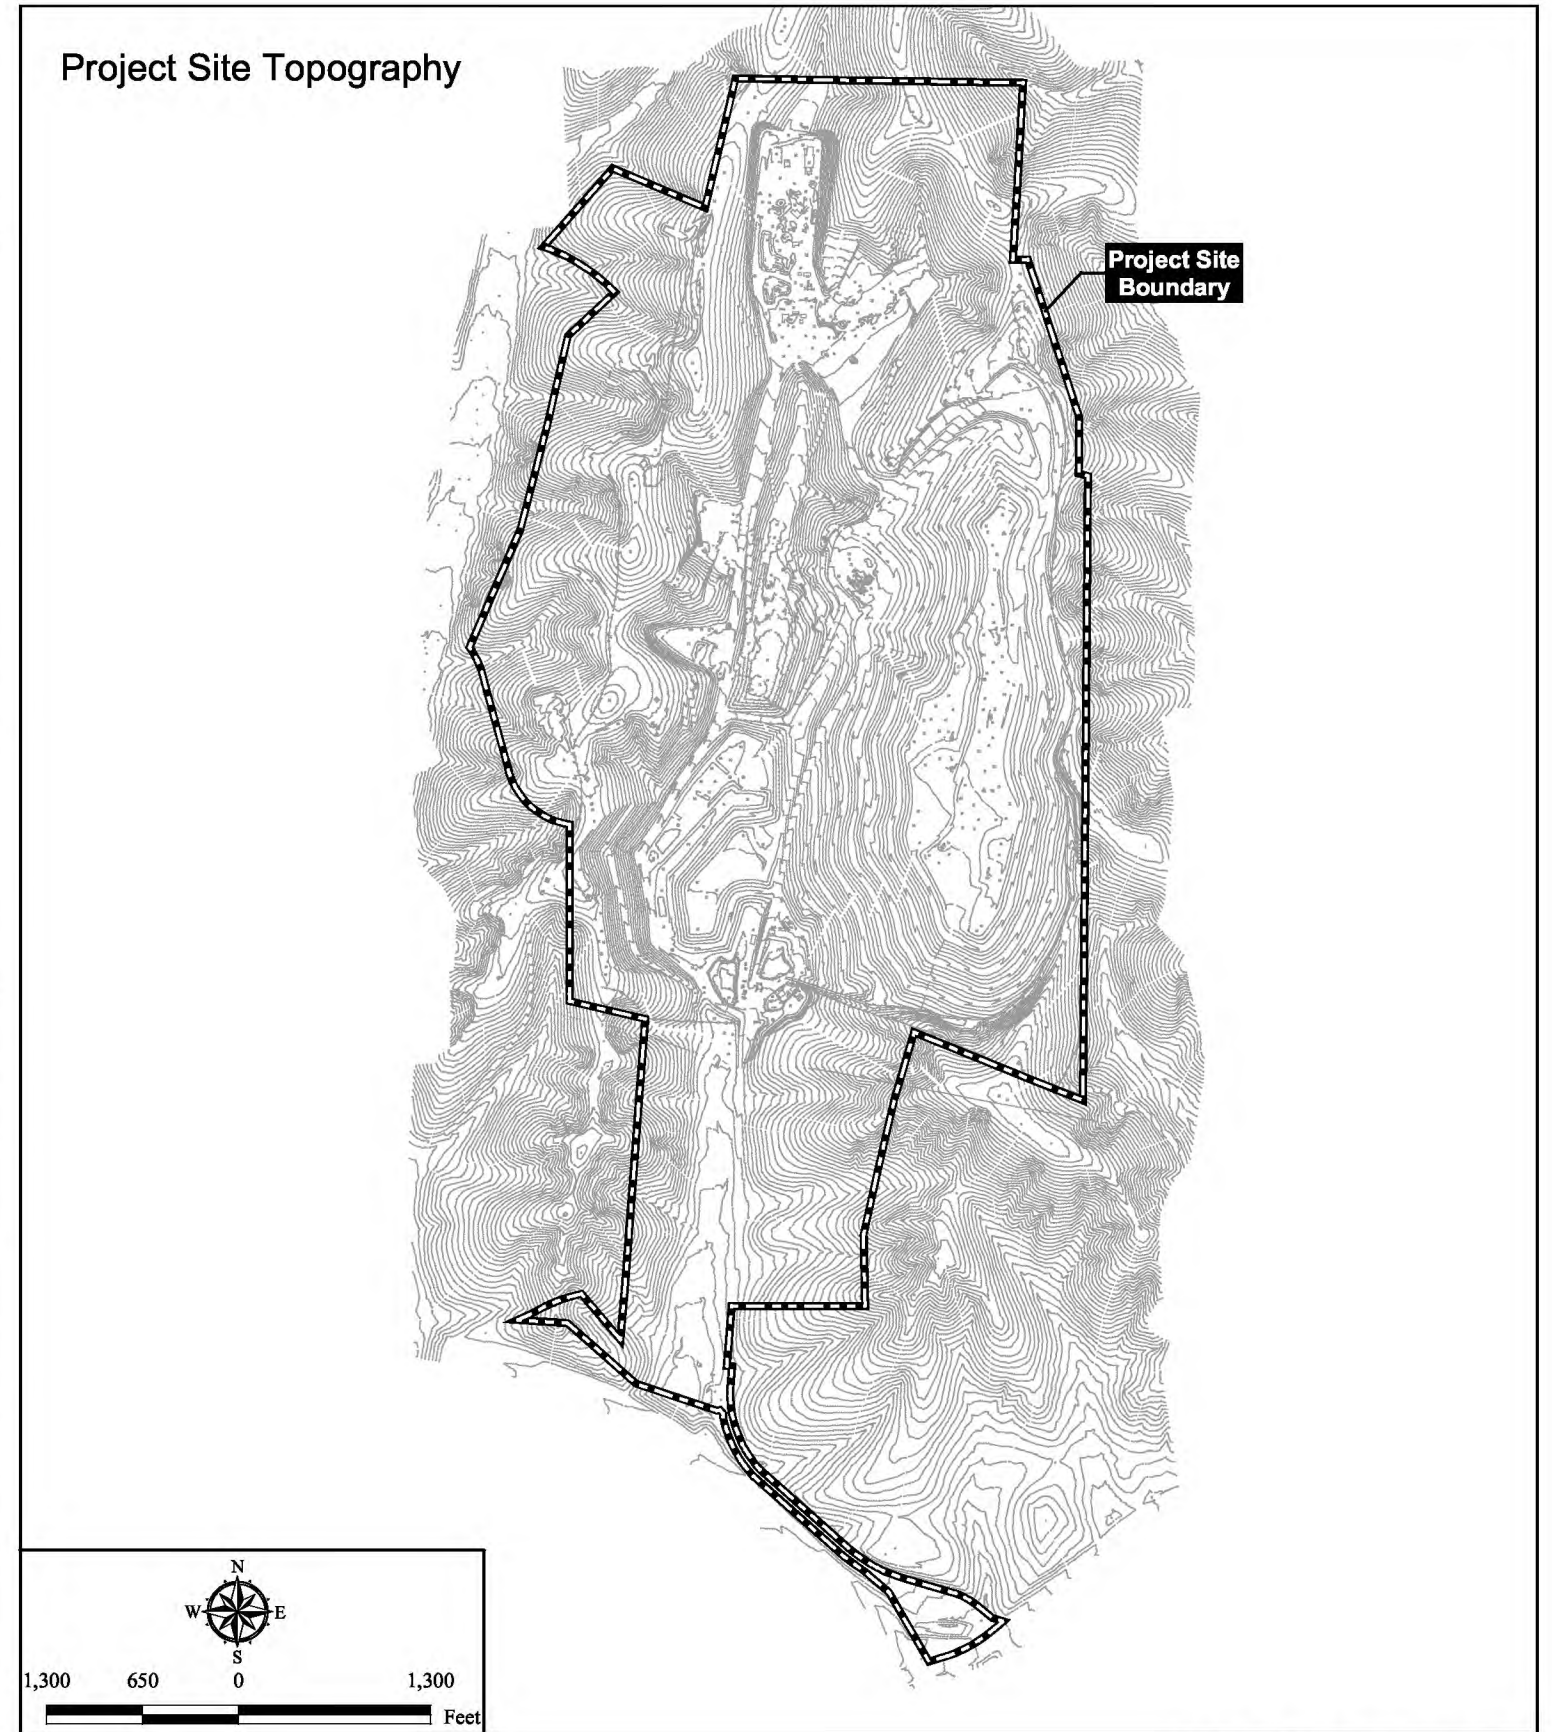 Project Site Topography
Project Site
Boundary
N
W E
S
1,300 650 0 1,300
Feet